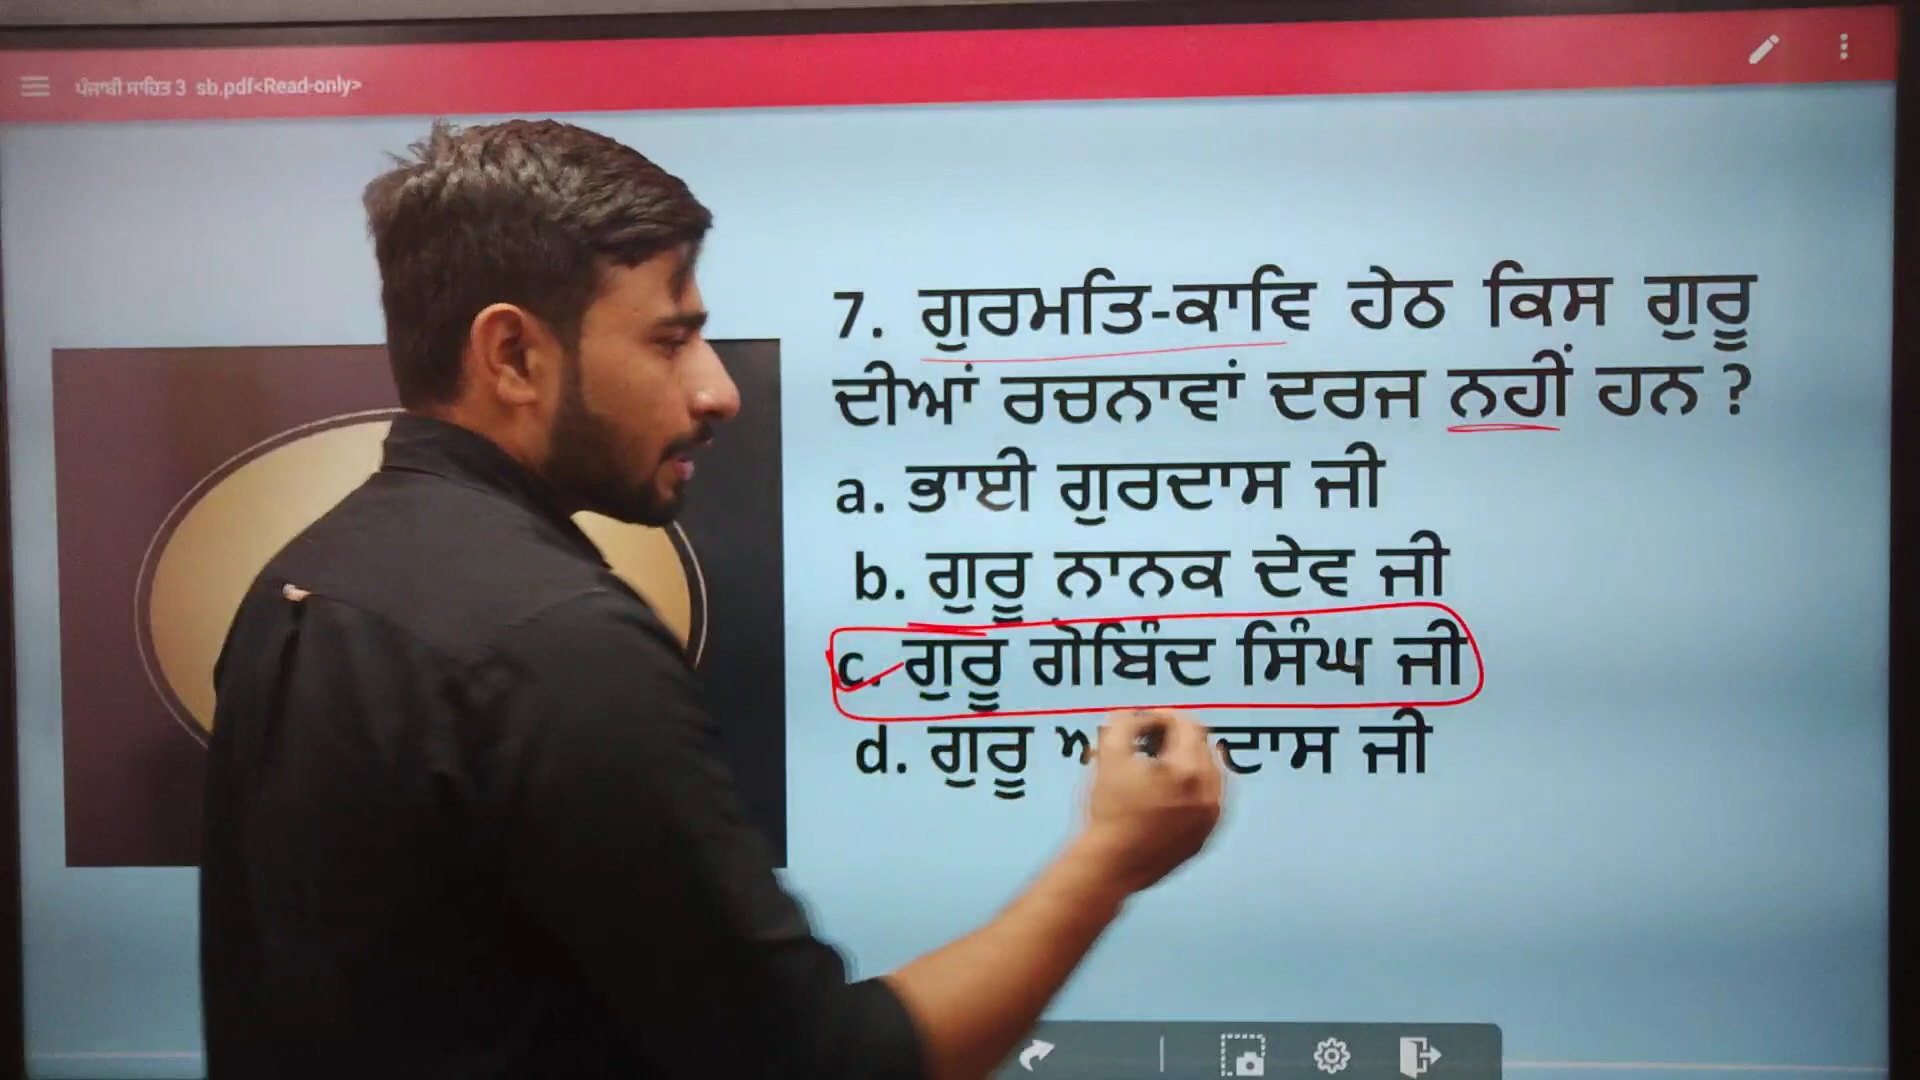 ਪੰਜਾਬੀ ਸਾਹਿਤ 3 sb.pdf<Read-only>
7. ਗੁਰਮਤਿ-ਕਾਵਿ ਹੇਠ ਕਿਸ ਗੁਰੂ
ਦੀਆਂ ਰਚਨਾਵਾਂ ਦਰਜ ਨਹੀਂ ਹਨ ?
a. ਭਾਈ ਗੁਰਦਾਸ ਜੀ
b. ਗੁਰੂ ਨਾਨਕ ਦੇਵ ਜੀ
c. ਗੁਰੂ ਗੋਬਿੰਦ ਸਿੰਘ ਜੀ
d. ਗੁਰੂ ਜੀ